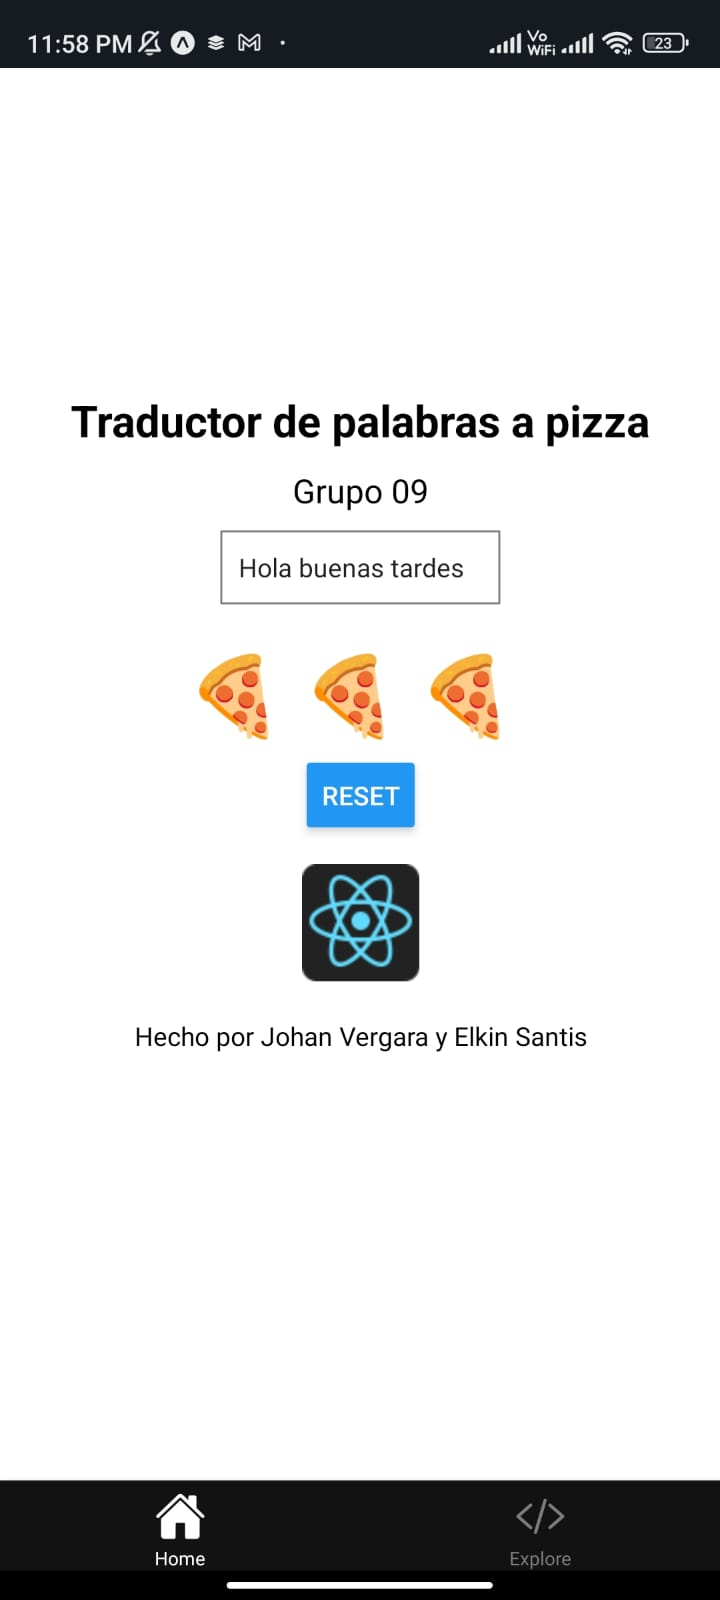 11:58 PM
Vo
WiFi
23
Traductor de palabras a pizza
Grupo 09
Hola buenas tardes
RESET
Hecho por Johan Vergara y Elkin Santis
Home
Explore